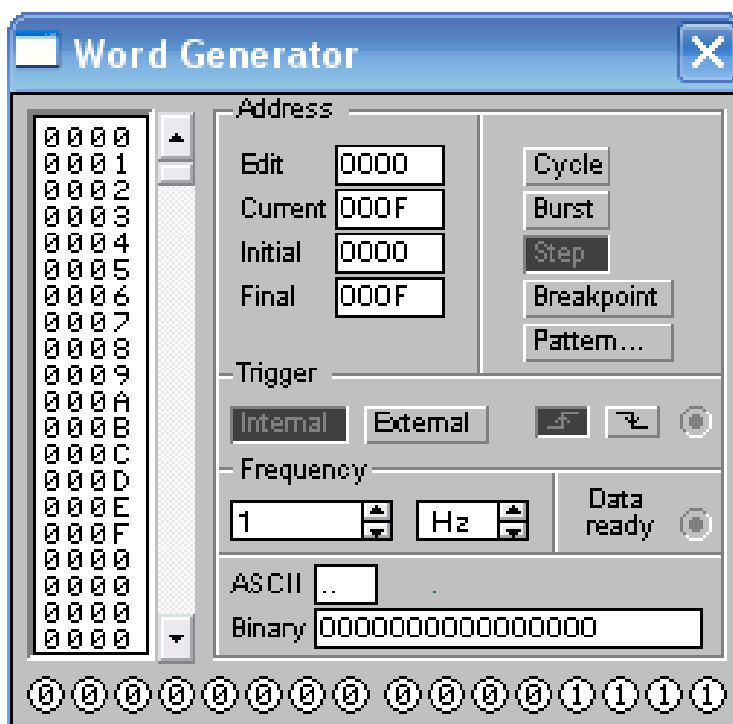 Word Generator
0000
0001
0002
0003
0004
0005
0006
0007
0008
0009
000A
000B
000C
000D
000E
000F
0000
0000
0000
0000
Address
Edit 0000
Current 000F
Initial 0000
Final 000F
Cycle
Burst
Step
Breakpoint
Pattern...
Trigger
Internal External
Frequency
1 Hz
Data
ready
ASCII ..
Binary 0000000000000000
0 0 0 0 0 0 0 0 0 0 0 0 1 1 1 1